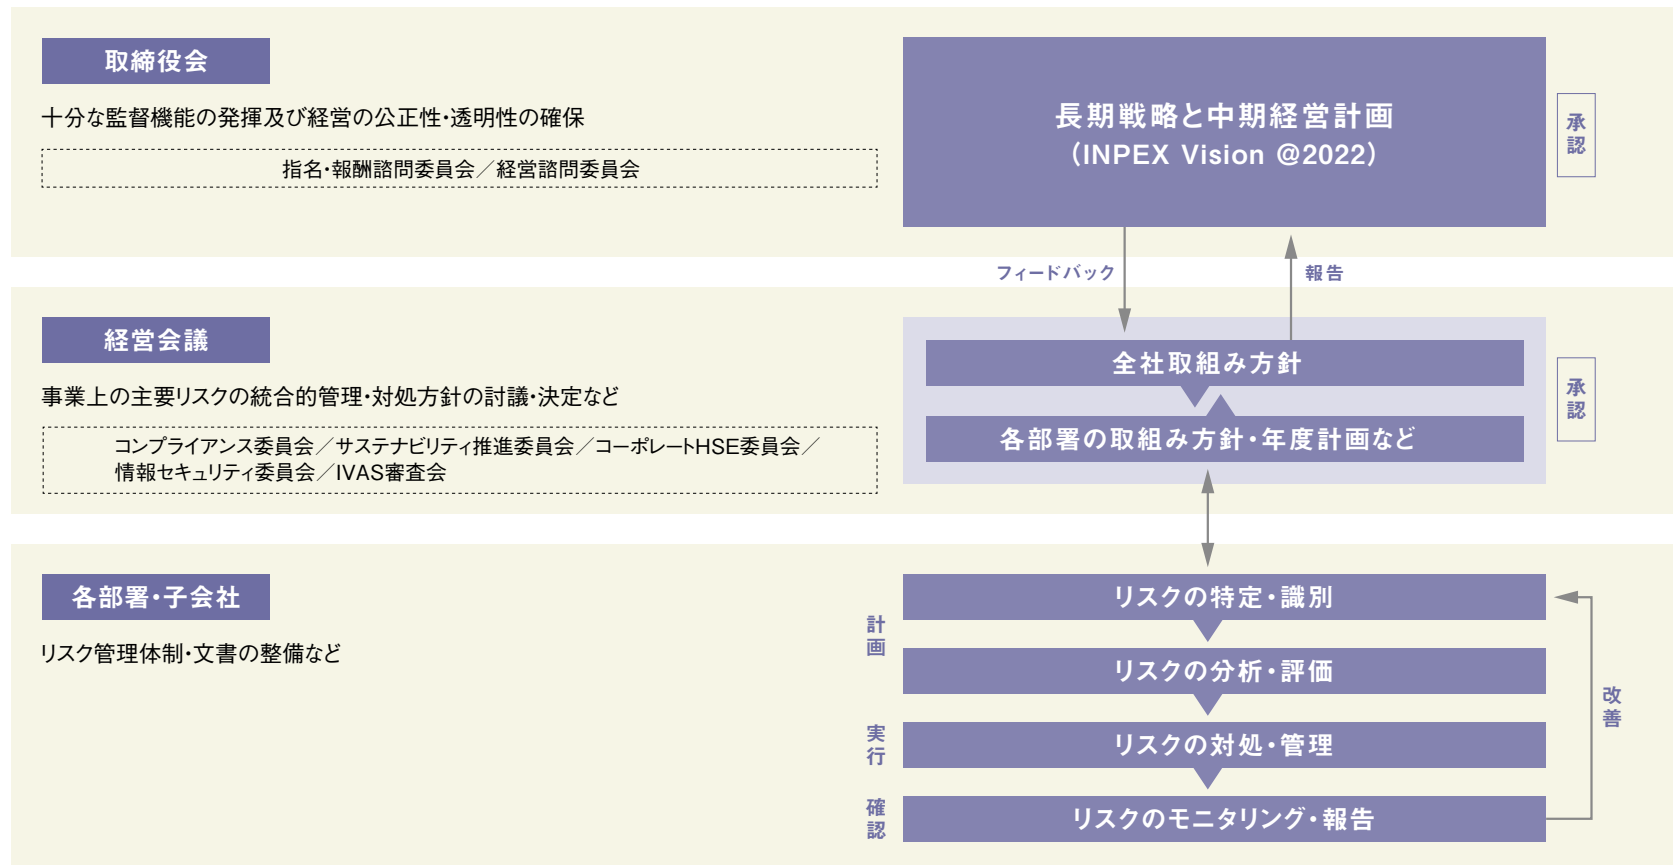 取締役会
十分な監督機能の発揮及び経営の公正性・透明性の確保
指名・報酬諮問委員会／経営諮問委員会
長期戦略と中期経営計画
（INPEX Vision @2022）
承認
フィードバック
報告
経営会議
事業上の主要リスクの統合的管理・対処方針の討議・決定など
コンプライアンス委員会／サステナビリティ推進委員会／コーポレートHSE委員会／
情報セキュリティ委員会／IVAS審査会
全社取組み方針
各部署の取組み方針・年度計画など
承認
各部署・子会社
リスク管理体制・文書の整備など
計画
リスクの特定・識別
リスクの分析・評価
実行
リスクの対処・管理
確認
リスクのモニタリング・報告
改善